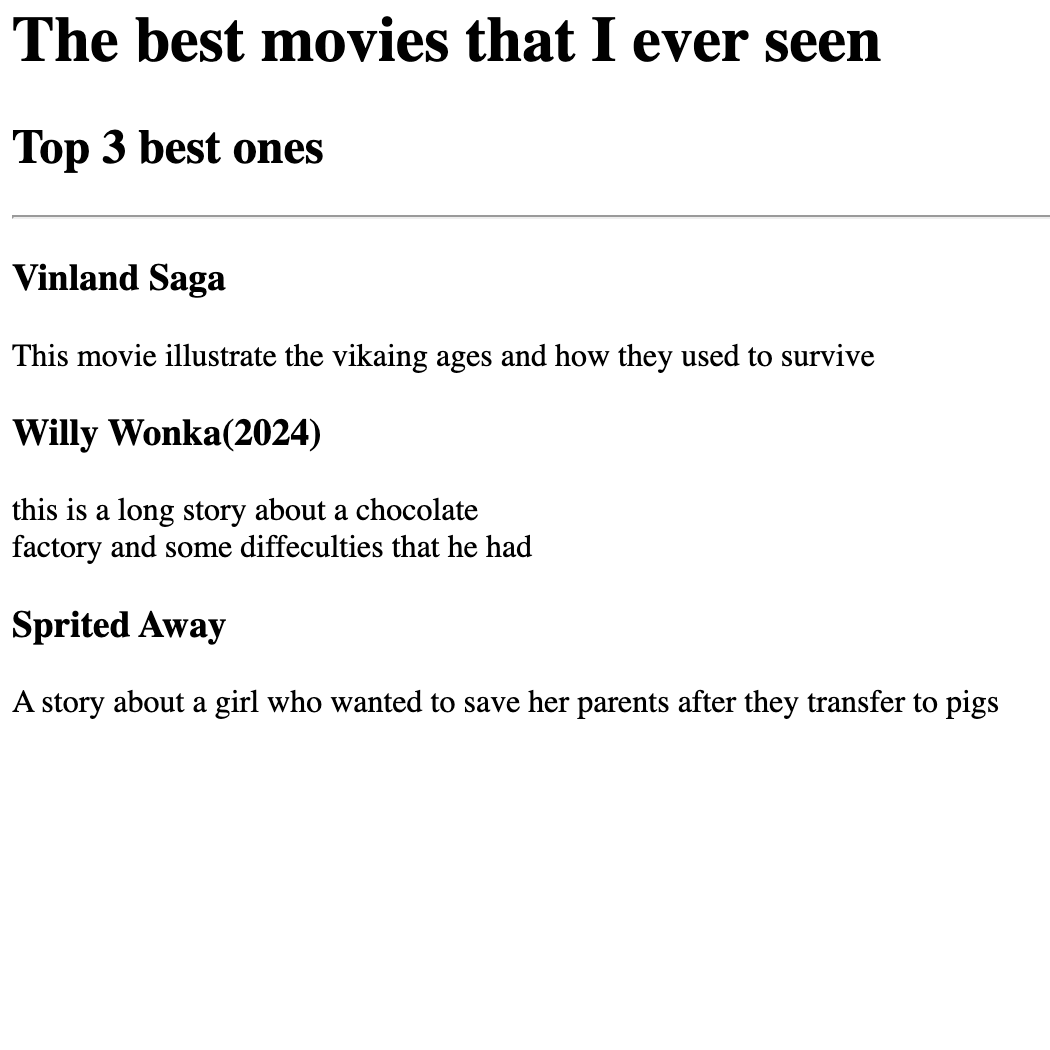 The best movies that I ever seen
Top 3 best ones
Vinland Saga
This movie illustrate the vikaing ages and how they used to survive
Willy Wonka(2024)
this is a long story about a chocolate
factory and some diffeculties that he had
Sprited Away
A story about a girl who wanted to save her parents after they transfer to pigs